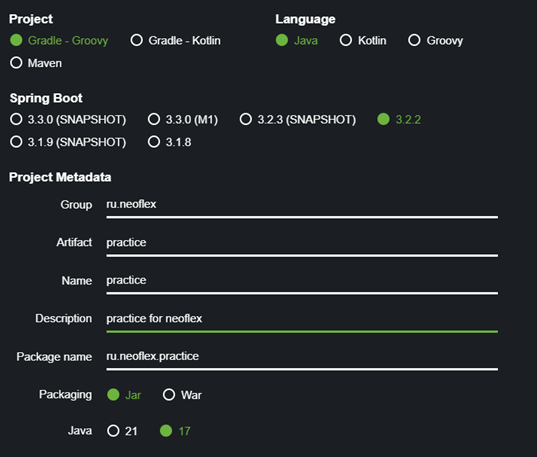 Project Language
Gradle - Groovy Gradle - Kotlin Java Kotlin Groovy
Maven
Spring Boot
3.3.0 (SNAPSHOT) 3.3.0 (M1) 3.2.3 (SNAPSHOT) 3.2.2
3.1.9 (SNAPSHOT) 3.1.8
Project Metadata
Group ru.neoflex
Artifact practice
Name practice
Description practice for neoflex
Package name ru.neoflex.practice
Packaging Jar War
Java 21 17